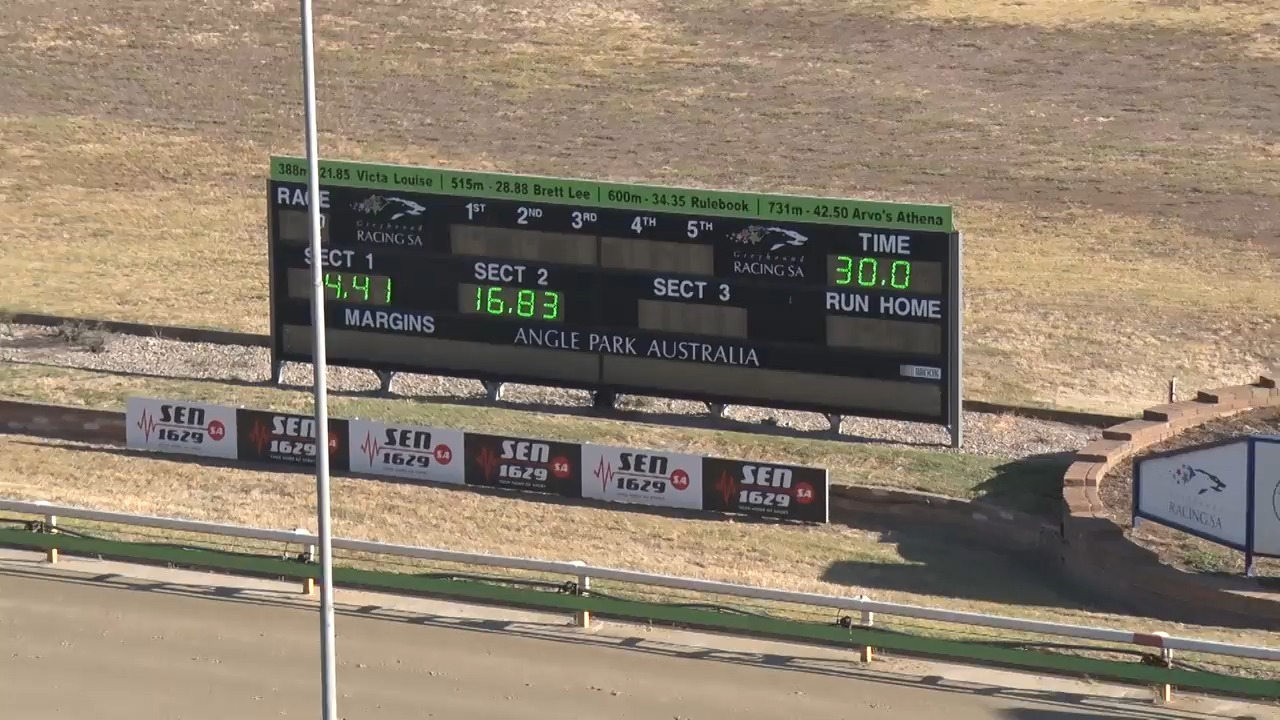 388m - 21.85 Victa Louise | 515m - 28.88 Brett Lee | 600m - 34.35 Rulebook | 731m - 42.50 Arvo's Athena
RACE
Greyhound
RACING SA
1ST 2ND 3RD 4TH 5TH
Greyhound
RACING SA
TIME
30.0
SECT 1
4.41
SECT 2
16.83
SECT 3
RUN HOME
MARGINS
ANGLE PARK AUSTRALIA
SEN
1629
SA
SEN
1629
SEN
1629
SA
SEN
1629
SA
SEN
1629
SA
SEN
1629
SA
RACING SA